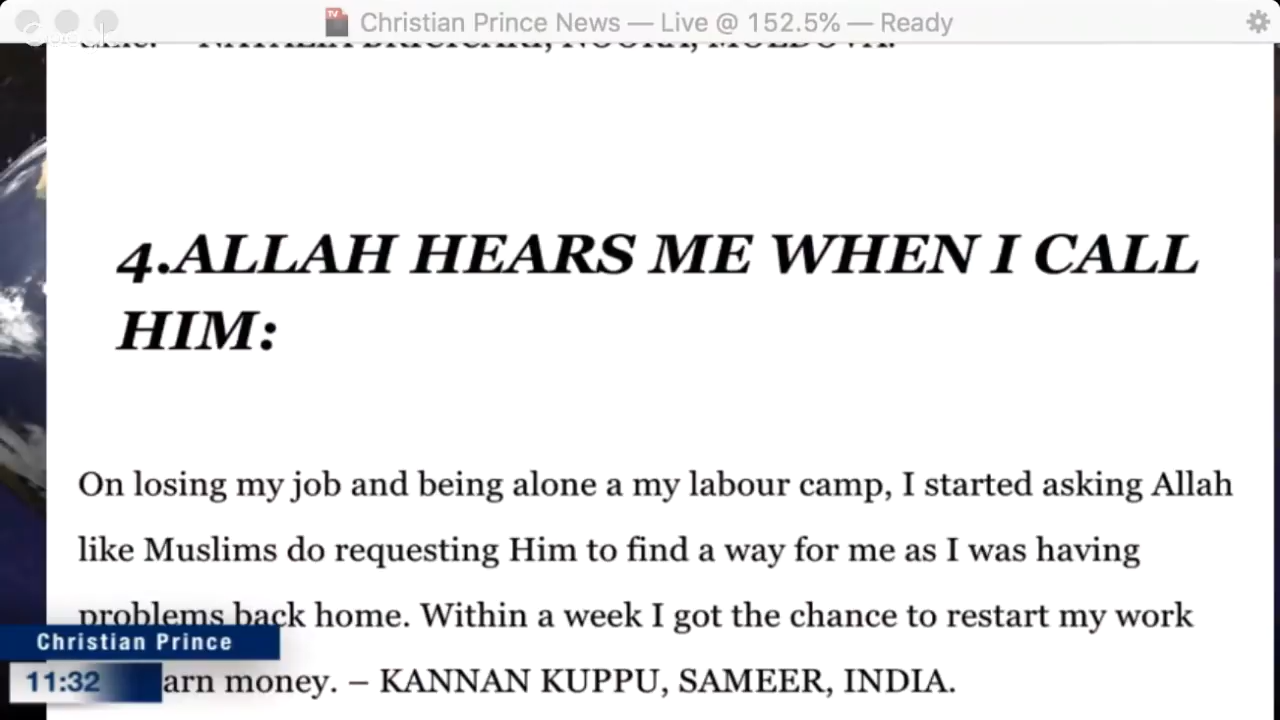 Christian Prince News — Live @ 152.5% — Ready
4.ALLAH HEARS ME WHEN I CALL
HIM:
On losing my job and being alone a my labour camp, I started asking Allah
like Muslims do requesting Him to find a way for me as I was having
problems back home. Within a week I got the chance to restart my work
arn money. – KANNAN KUPPU, SAMEER, INDIA.
Christian Prince
11:32